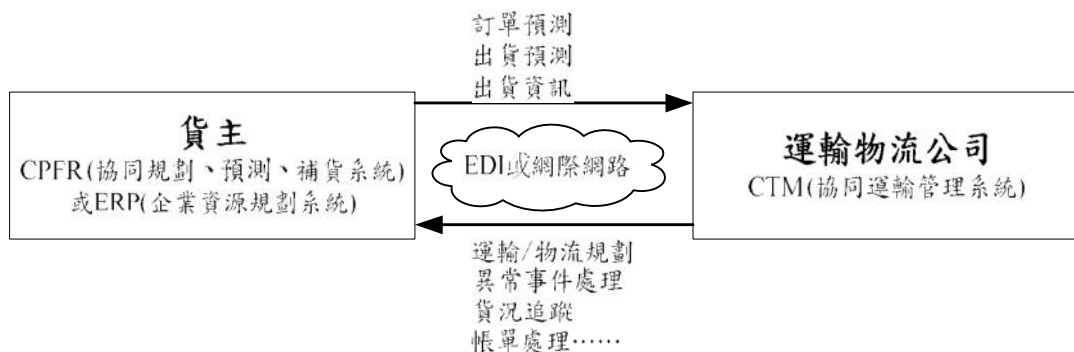 訂單預測
出貨預測
出貨資訊
貨主
CPFR(協同規劃、預測、補貨系統)
或ERP(企業資源規劃系統)
EDI或網際網路
運輸物流公司
CTM(協同運輸管理系統)
運輸/物流規劃
異常事件處理
貨況追蹤
帳單處理……